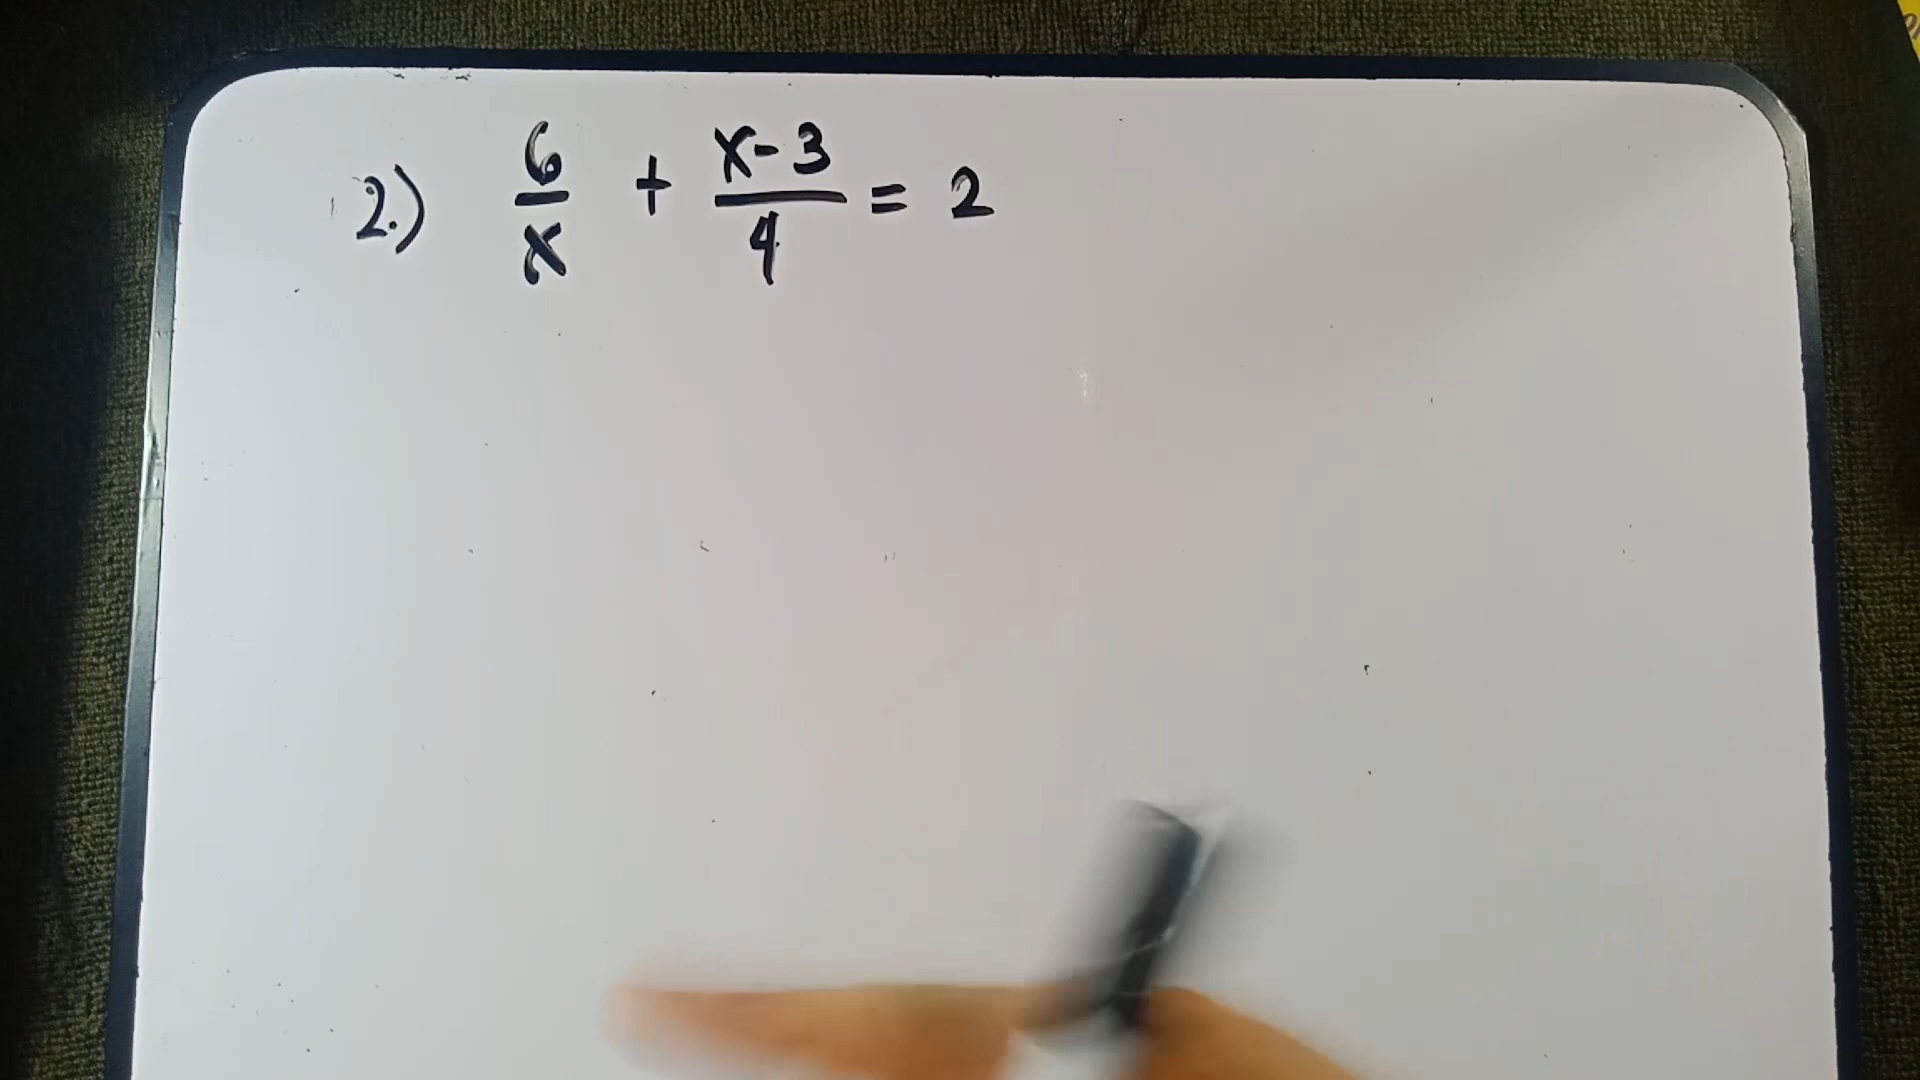 2.) 6/x + (x-3)/4 = 2